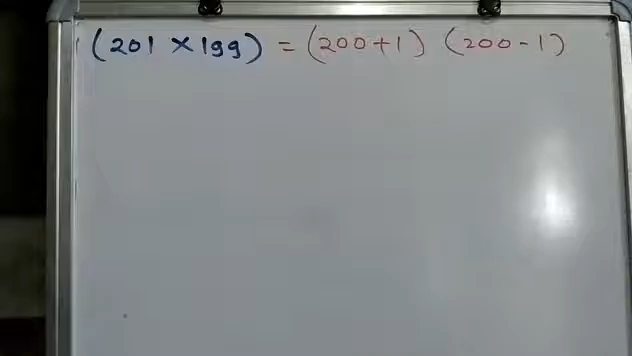 (201 × 199) = (200+1) (200-1)